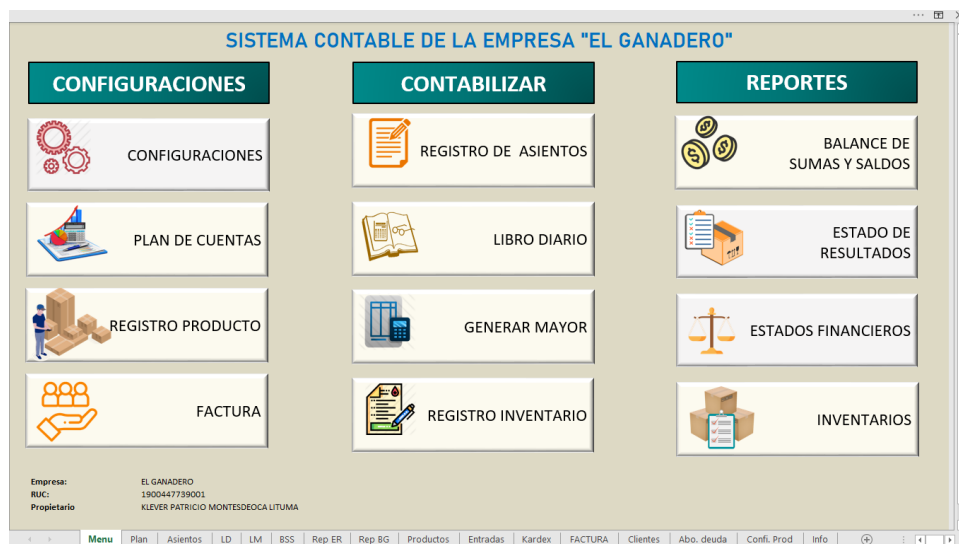 SISTEMA CONTABLE DE LA EMPRESA "EL GANADERO"
CONFIGURACIONES
CONFIGURACIONES
PLAN DE CUENTAS
REGISTRO PRODUCTO
FACTURA
CONTABILIZAR
REGISTRO DE ASIENTOS
LIBRO DIARIO
GENERAR MAYOR
REGISTRO INVENTARIO
REPORTES
BALANCE DE
SUMAS Y SALDOS
ESTADO DE
RESULTADOS
ESTADOS FINANCIEROS
INVENTARIOS
Empresa: EL GANADERO
RUC: 1900447739001
Propietario KLEVER PATRICIO MONTESDEOCA LITUMA
Menu Plan Asientos LD LM BSS Rep ER Rep BG Productos Entradas Kardex FACTURA Clientes Abo. deuda Confi. Prod Info